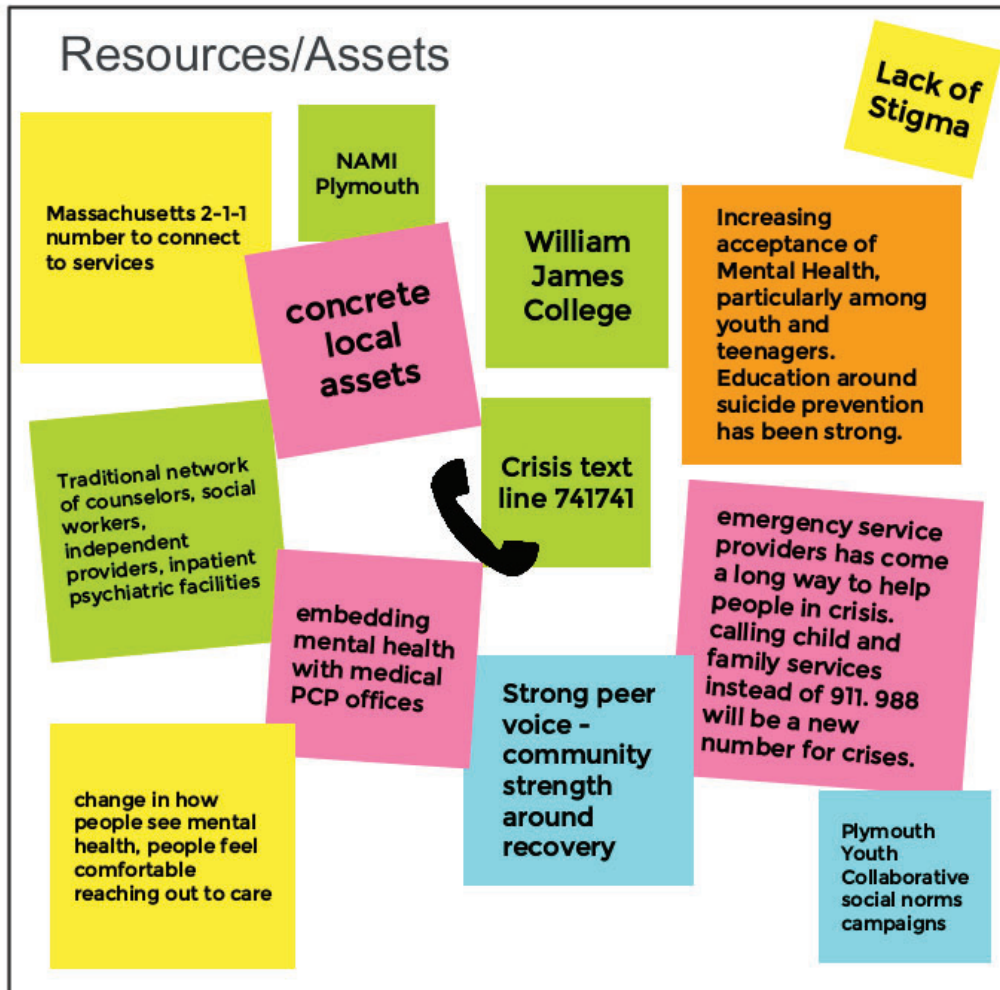 Resources/Assets
Lack of
Stigma
Massachusetts 2-1-1
number to connect
to services
NAMI
Plymouth
concrete
local
assets
William
James
College
Increasing
acceptance of
Mental Health,
particularly among
youth and
teenagers.
Education around
suicide prevention
has been strong.
Traditional network
of counselors, social
workers,
independent
providers, inpatient
psychiatric facilities
Crisis text
line 741741
emergency service
providers has come
a long way to help
people in crisis.
calling child and
family services
instead of 911. 988
will be a new
number for crises.
embedding
mental health
with medical
PCP offices
Strong peer
voice -
community
strength
around
recovery
change in how
people see mental
health, people feel
comfortable
reaching out to care
Plymouth
Youth
Collaborative
social norms
campaigns